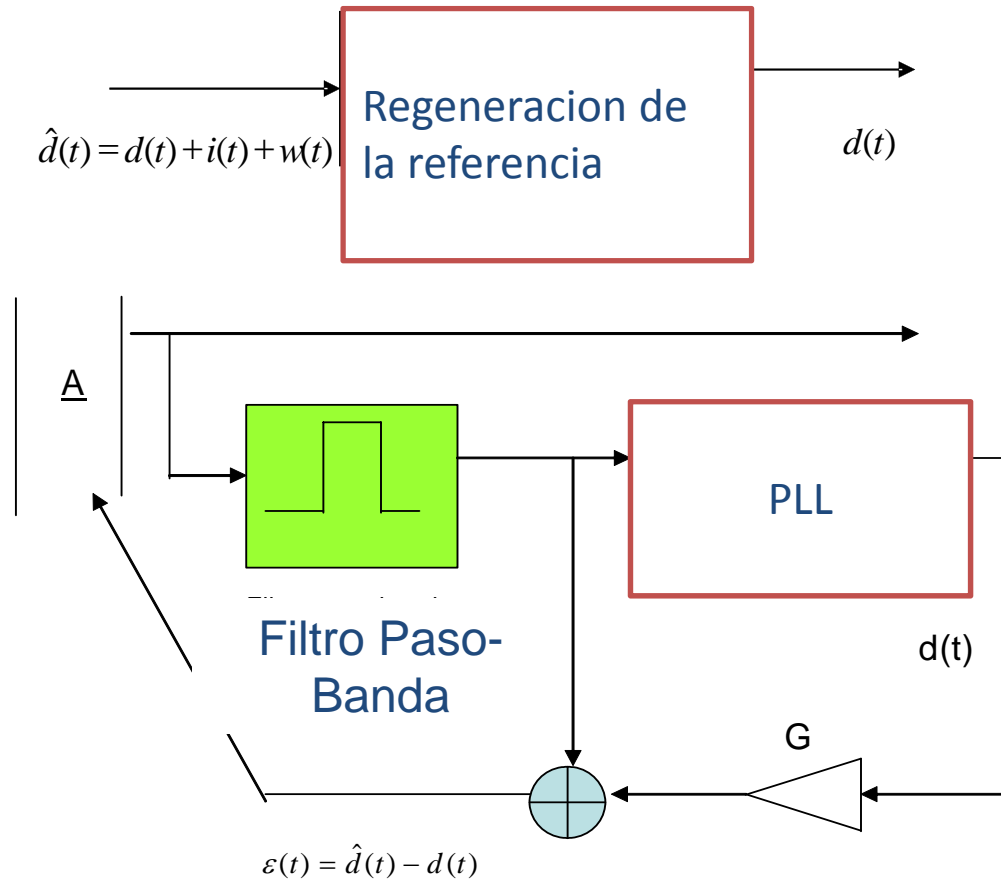 Regeneracion de
la referencia
d̂(t) = d(t) + i(t) + w(t)
d(t)
A
PLL
Filtro Paso-
Banda
d(t)
G
ε(t) = d̂(t) − d(t)